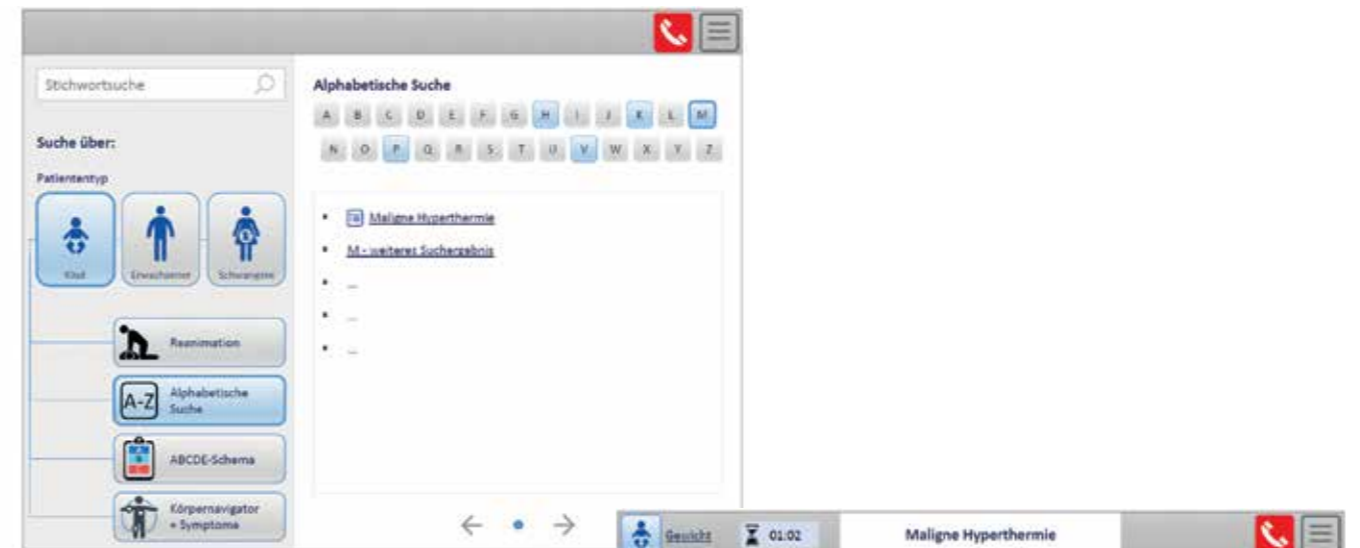 Stichwortsuche
Alphabetische Suche
A B C D E F G H I J K L M
Suche über:
N O P Q R S T U V W X Y Z
Patiententyp
Kind Erwachsener Schwangere
• Maligne Hyperthermie
• M - weiteres Suchergebnis
• ...
• ...
• ...
Reanimation
A-Z Alphabetische
Suche
ABCDE-Schema
Körpernavigator
+ Symptome
Gewicht 01:02 Maligne Hyperthermie